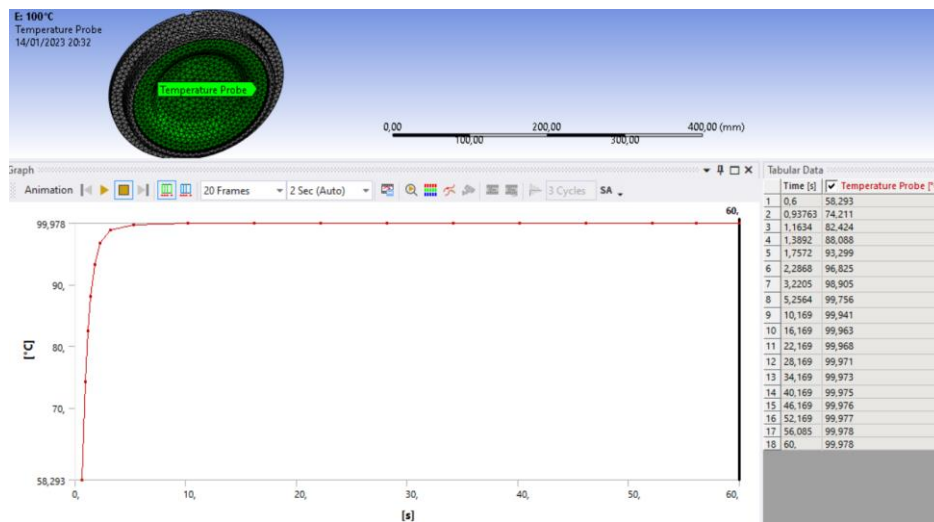 E: 100°C
Temperature Probe
14/01/2023 20:32
Temperature Probe
0,00 200,00 400,00 (mm)
100,00 300,00
Graph
Animation 20 Frames 2 Sec (Auto) 3 Cycles SA
60,
99,978
90,
80,
70,
58,293
[°C]
0, 10, 20, 30, 40, 50, 60,
[s]
Tabular Data
Time [s] Temperature Probe [°
1 0,6 58,293
2 0,93763 74,211
3 1,1634 82,424
4 1,3892 88,088
5 1,7572 93,299
6 2,2868 96,825
7 3,2205 98,905
8 5,2564 99,756
9 10,169 99,941
10 16,169 99,963
11 22,169 99,968
12 28,169 99,971
13 34,169 99,973
14 40,169 99,975
15 46,169 99,976
16 52,169 99,977
17 56,085 99,978
18 60, 99,978